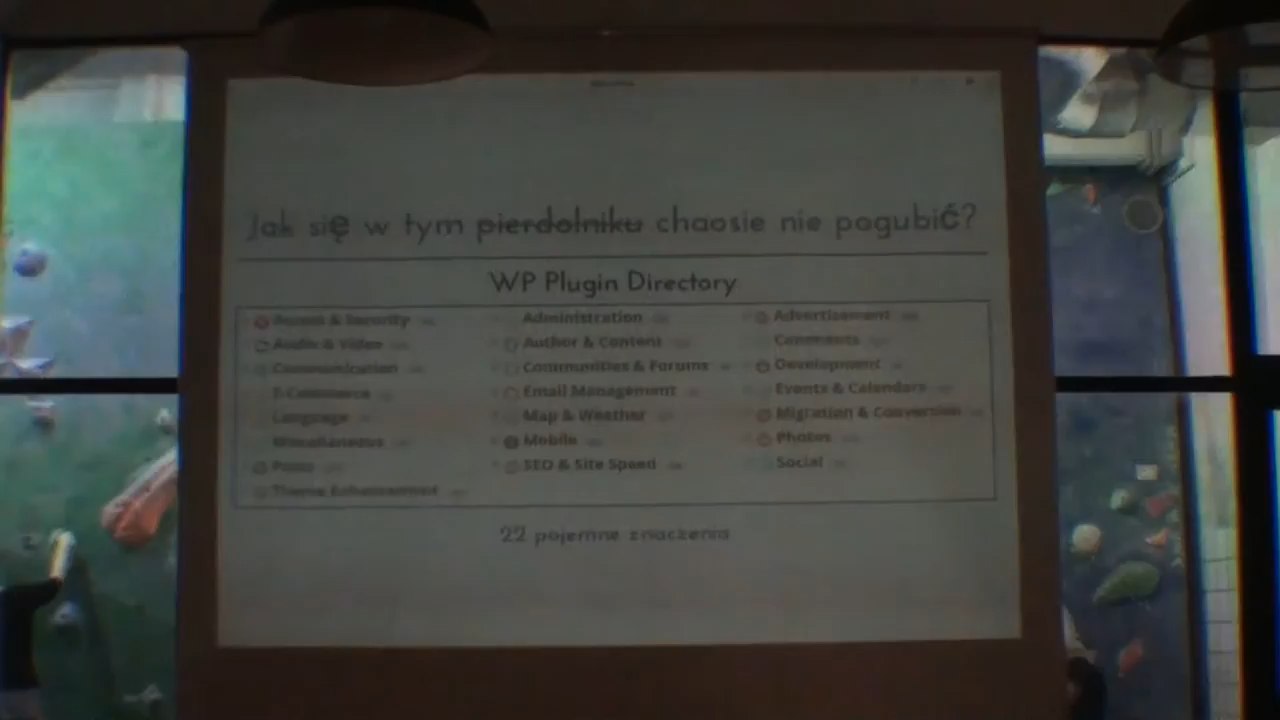 Jak się w tym pierdolniku chaosie nie pogubić?
WP Plugin Directory
Access & Security Administration Advertisement
Audio & Video Author & Content Comments
Communication Communities & Forums Development
E-Commerce Email Management Events & Calendars
Language Map & Weather Migration & Conversion
Miscellaneous Mobile Photos
Posts SEO & Site Speed Social
Theme Enhancement
22 pojemne znaczenia